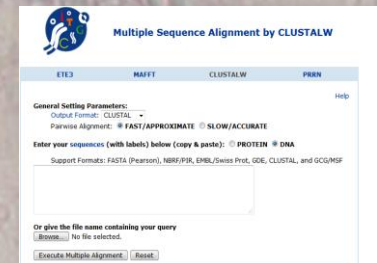 Multiple Sequence Alignment by CLUSTALW
ETE3 MAFFT CLUSTALW PRRN
Help
General Setting Parameters:
Output Format: CLUSTAL
Pairwise Alignment: FAST/APPROXIMATE SLOW/ACCURATE
Enter your sequences (with labels) below (copy & paste): PROTEIN DNA
Support Formats: FASTA (Pearson), NBRF/PIR, EMBL/Swiss Prot, GDE, CLUSTAL, and GCG/MSF
Or give the file name containing your query
Browse... No file selected.
Execute Multiple Alignment Reset